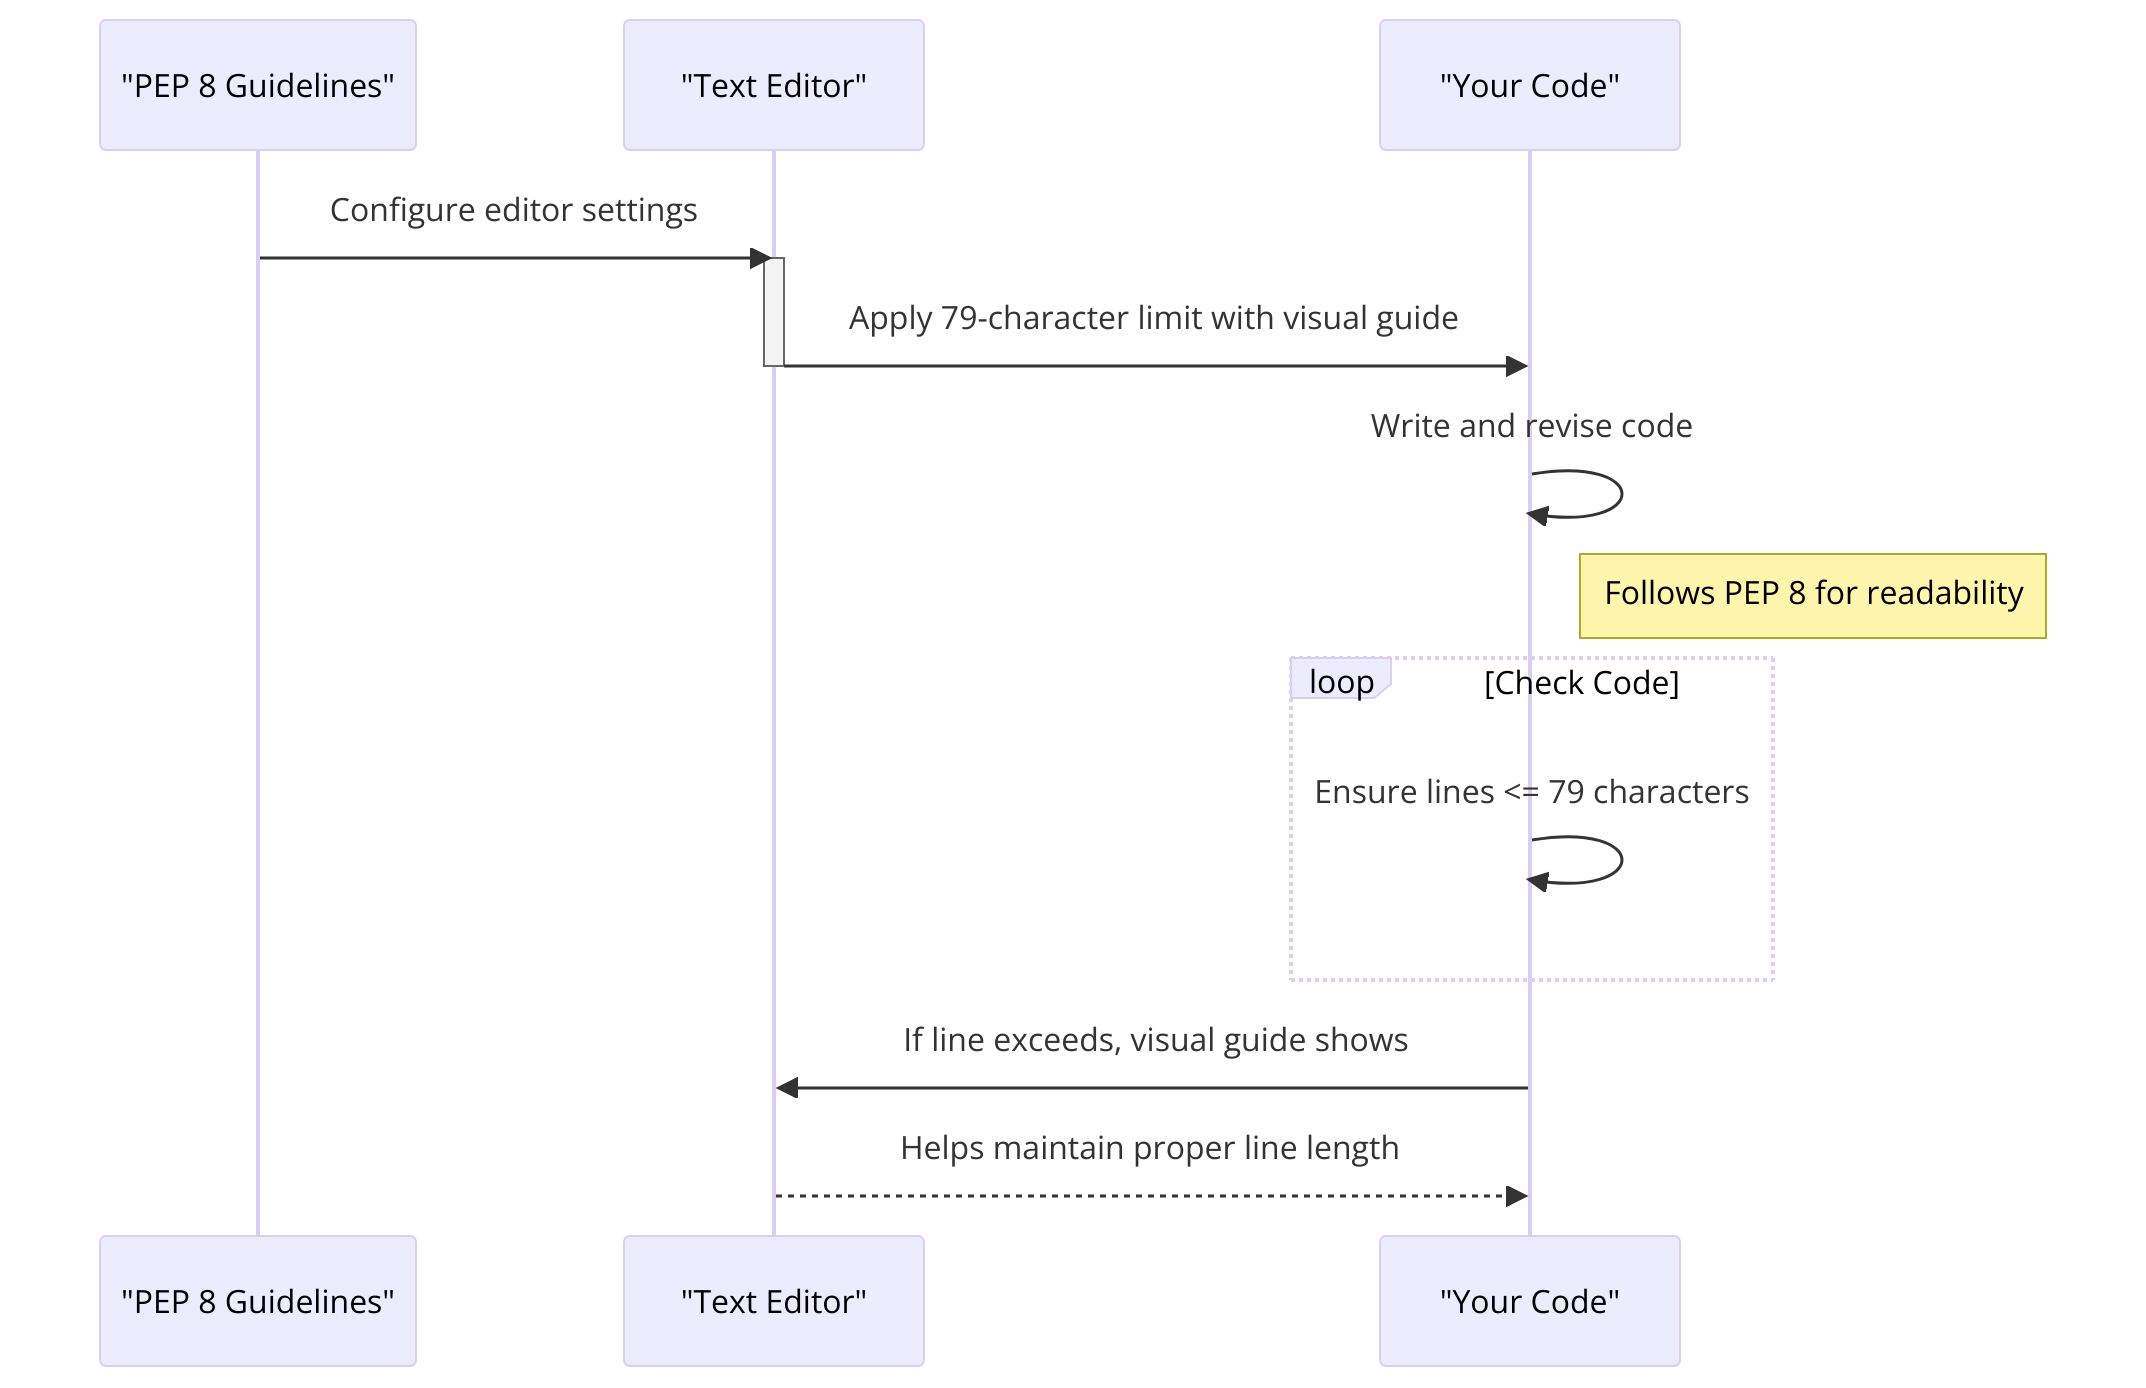 "PEP 8 Guidelines"
"Text Editor"
"Your Code"
Configure editor settings
Apply 79-character limit with visual guide
Write and revise code
Follows PEP 8 for readability
loop
[Check Code]
Ensure lines <= 79 characters
If line exceeds, visual guide shows
Helps maintain proper line length
"PEP 8 Guidelines"
"Text Editor"
"Your Code"